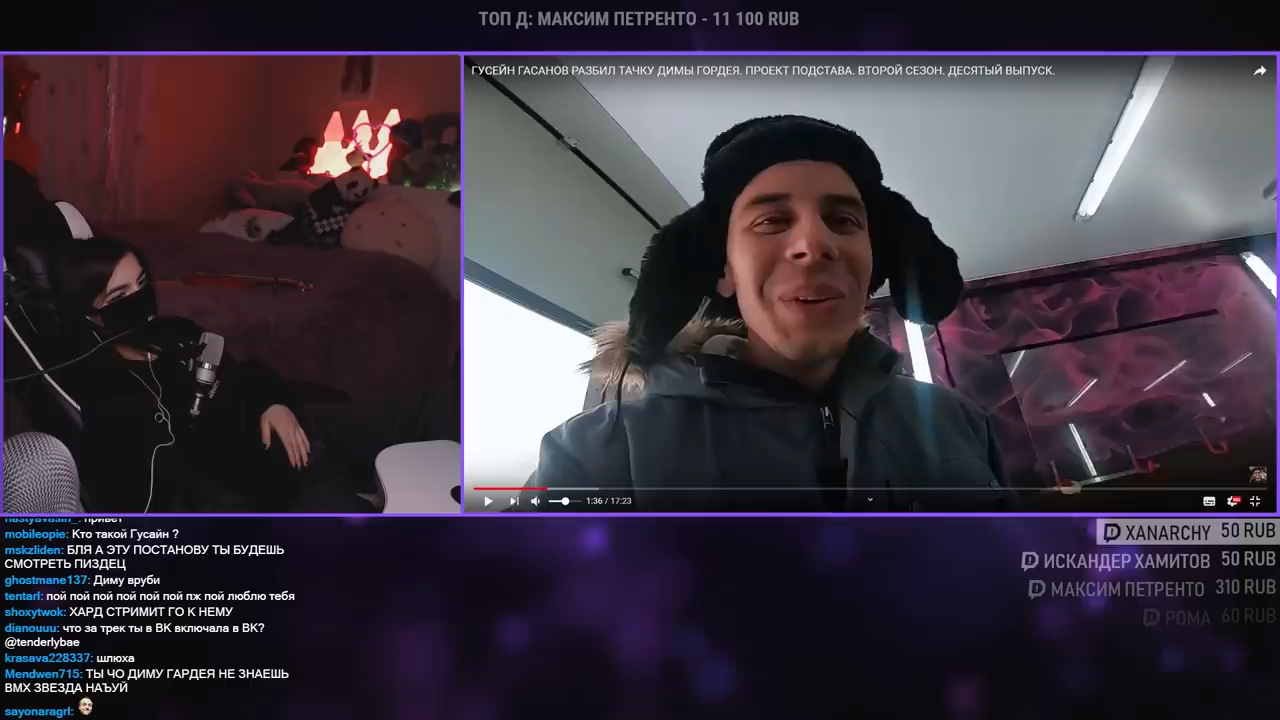 ТОП Д: МАКСИМ ПЕТРЕНТО - 11 100 RUB
ГУСЕЙН ГАСАНОВ РАЗБИЛ ТАЧКУ ДИМЫ ГОРДЕЯ. ПРОЕКТ ПОДСТАВА. ВТОРОЙ СЕЗОН. ДЕСЯТЫЙ ВЫПУСК.
1:36 / 17:23
привет
mobileopie: Кто такой Гусайн ?
mskzliden: БЛЯ А ЭТУ ПОСТАНОВУ ТЫ БУДЕШЬ
СМОТРЕТЬ ПИЗДЕЦ
ghostmane137: Диму вруби
tentarl: пой пой пой пой пой пой пж пой люблю тебя
shoxytwok: ХАРД СТРИМИТ ГО К НЕМУ
dianouuu: что за трек ты в ВК включала в ВК?
@tenderlybae
krasava228337: шлюха
Mendwen715: ТЫ ЧО ДИМУ ГАРДЕЯ НЕ ЗНАЕШЬ
BMX ЗВЕЗДА НАЪУЙ
sayonaragrl:
XANARCHY 50 RUB
ИСКАНДЕР ХАМИТОВ 50 RUB
МАКСИМ ПЕТРЕНТО 310 RUB
РОМА 60 RUB